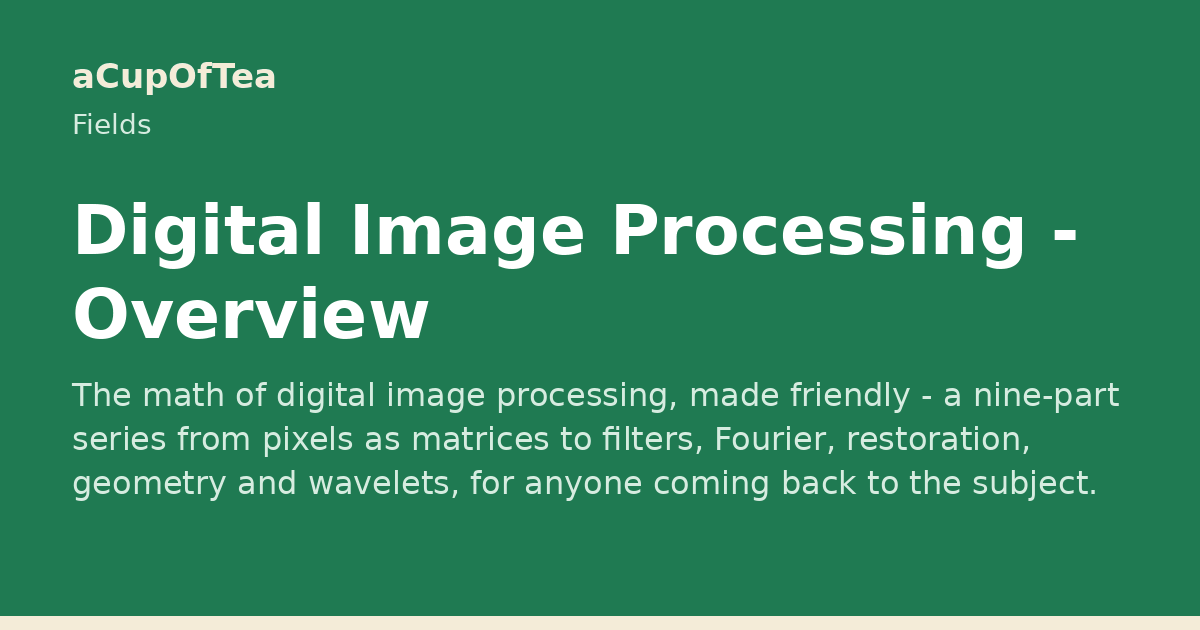 aCupOfTea
Fields
Digital Image Processing -
Overview
The math of digital image processing, made friendly - a nine-part
series from pixels as matrices to filters, Fourier, restoration,
geometry and wavelets, for anyone coming back to the subject.